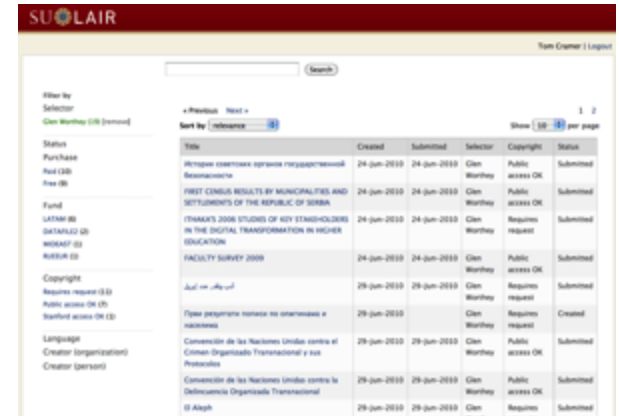 SULAIR
Tom Cramer | Logout
Search
Filter by
Selector
Glen Worthey (19) [remove]
Status
Purchase
Paid (10)
Free (9)
Fund
LATAM (8)
DATAFILE2 (2)
MIDEAST (1)
RUEEUR (1)
Copyright
Requires request (11)
Public access OK (7)
Stanford access OK (1)
Language
Creator (organization)
Creator (person)
« Previous Next »
1 2
Sort by relevance
Show 10 per page
Title Created Submitted Selector Copyright Status
История советских органов государственной 24-Jun-2010 24-Jun-2010 Glen Public Submitted
безопасности Worthey access OK
FIRST CENSUS RESULTS BY MUNICIPALITIES AND 24-Jun-2010 24-Jun-2010 Glen Public Submitted
SETTLEMENTS OF THE REPUBLIC OF SERBIA Worthey access OK
ITHAKA'S 2006 STUDIES OF KEY STAKEHOLDERS 24-Jun-2010 24-Jun-2010 Glen Requires Submitted
IN THE DIGITAL TRANSFORMATION IN HIGHER Worthey request
EDUCATION
FACULTY SURVEY 2009 24-Jun-2010 24-Jun-2010 Glen Public Submitted
Worthey access OK
29-Jun-2010 29-Jun-2010 Glen Requires Submitted
Worthey request
Први резултати пописа по општинама и 29-Jun-2010 Glen Requires Created
насељима Worthey request
Convención de las Naciones Unidas contra el 29-Jun-2010 29-Jun-2010 Glen Public Submitted
Crimen Organizado Transnacional y sus Worthey access OK
Protocolos
Convención de las Naciones Unidas contra la 29-Jun-2010 29-Jun-2010 Glen Public Submitted
Delincuencia Organizada Transnacional Worthey access OK
El Aleph 29-Jun-2010 29-Jun-2010 Glen Requires Submitted